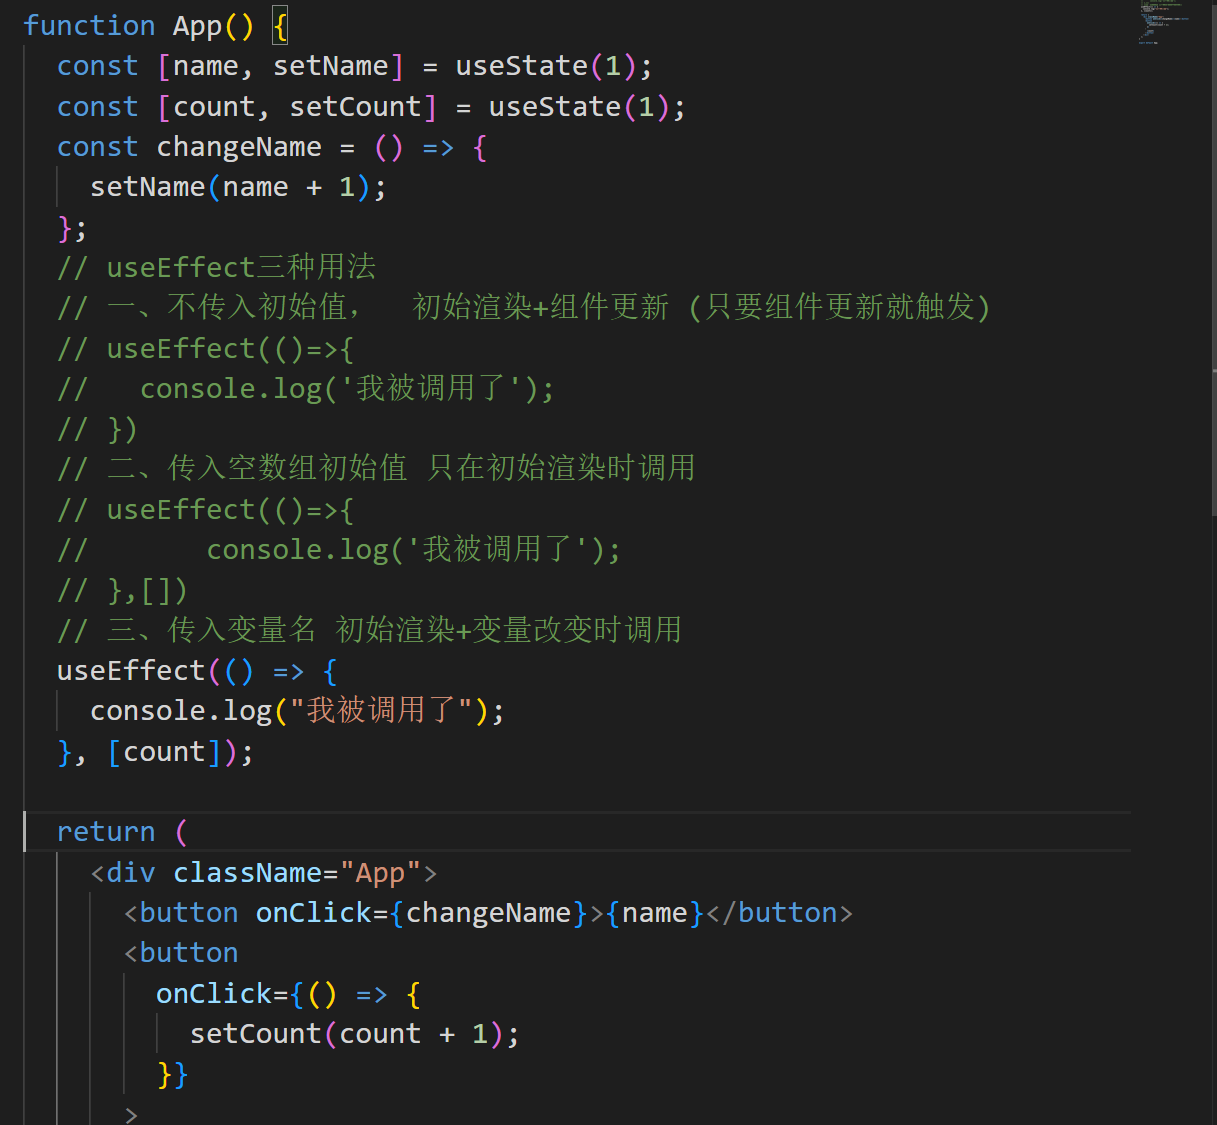 function App() {
  const [name, setName] = useState(1);
  const [count, setCount] = useState(1);
  const changeName = () => {
    setName(name + 1);
  };
  // useEffect三种用法
  // 一、不传入初始值，  初始渲染+组件更新 (只要组件更新就触发)
  // useEffect(()=>{
  //   console.log('我被调用了');
  // })
  // 二、传入空数组初始值 只在初始渲染时调用
  // useEffect(()=>{
  //       console.log('我被调用了');
  // },[])
  // 三、传入变量名 初始渲染+变量改变时调用
  useEffect(() => {
    console.log("我被调用了");
  }, [count]);

  return (
    <div className="App">
      <button onClick={changeName}>{name}</button>
      <button
        onClick={() => {
          setCount(count + 1);
        }}
      >